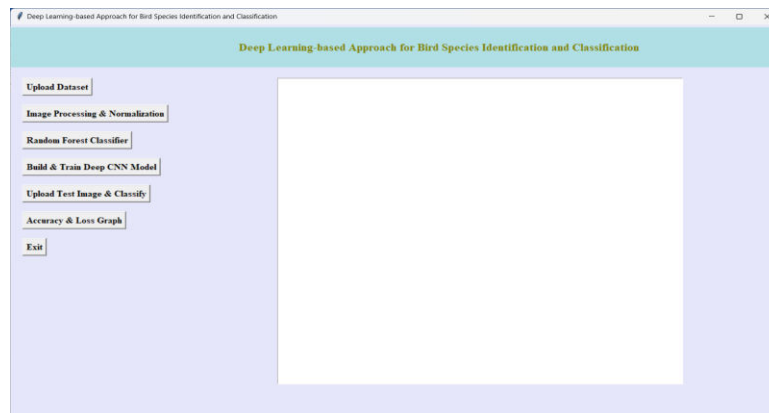 Deep Learning-based Approach for Bird Species Identification and Classification
Deep Learning-based Approach for Bird Species Identification and Classification
Upload Dataset
Image Processing & Normalization
Random Forest Classifier
Build & Train Deep CNN Model
Upload Test Image & Classify
Accuracy & Loss Graph
Exit